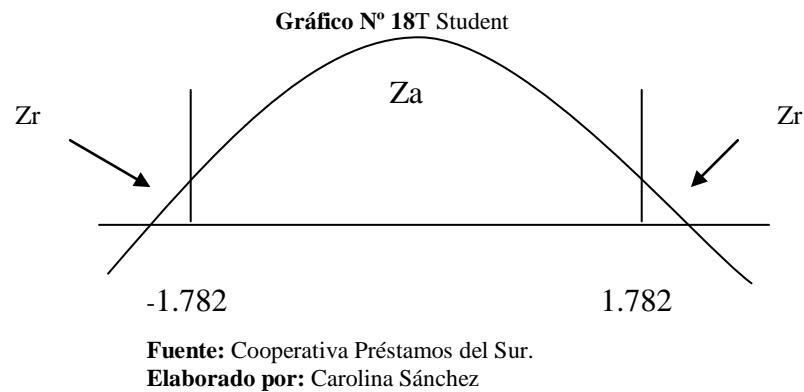 Gráfico Nº 18T Student
Za
Zr Zr
-1.782 1.782
Fuente: Cooperativa Préstamos del Sur.
Elaborado por: Carolina Sánchez